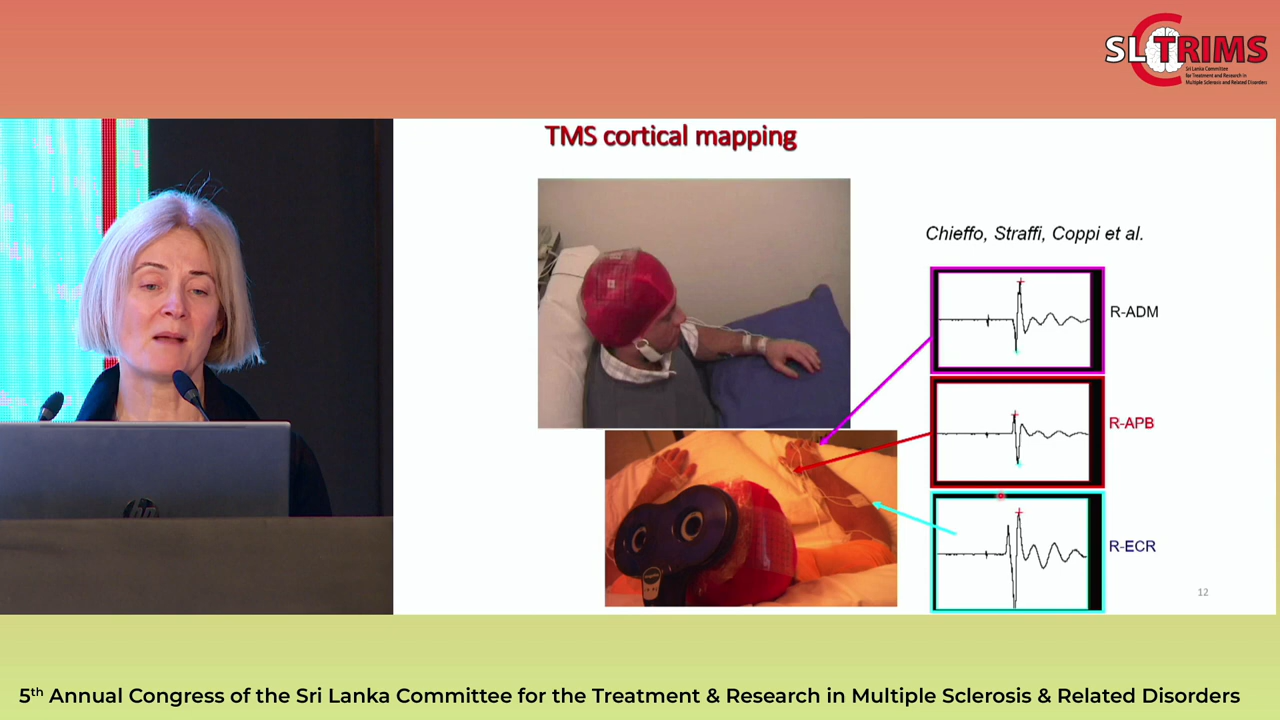 SLCTRIMS
Sri Lanka Committee
for Treatment and Research in
Multiple Sclerosis and Related Disorders
TMS cortical mapping
Chieffo, Straffi, Coppi et al.
R-ADM
R-APB
R-ECR
12
hp
5th Annual Congress of the Sri Lanka Committee for the Treatment & Research in Multiple Sclerosis & Related Disorders